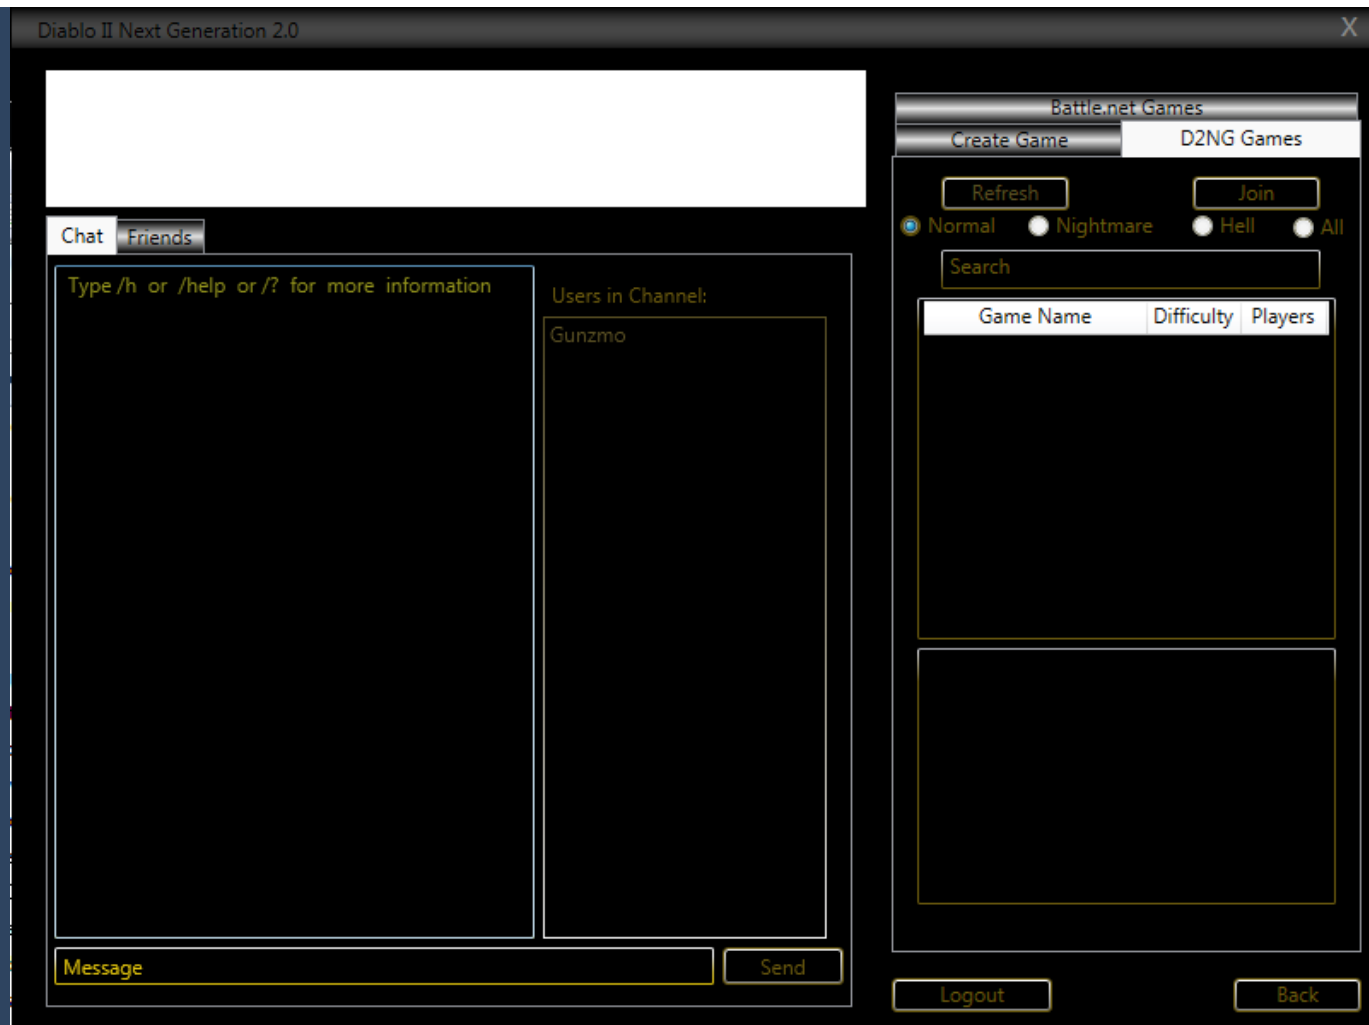 Diablo II Next Generation 2.0
X
Battle.net Games
Create Game
D2NG Games
Refresh
Join
Normal Nightmare Hell All
Search
Game Name Difficulty Players
Chat Friends
Type /h or /help or /? for more information
Users in Channel:
Gunzmo
Message
Send
Logout
Back